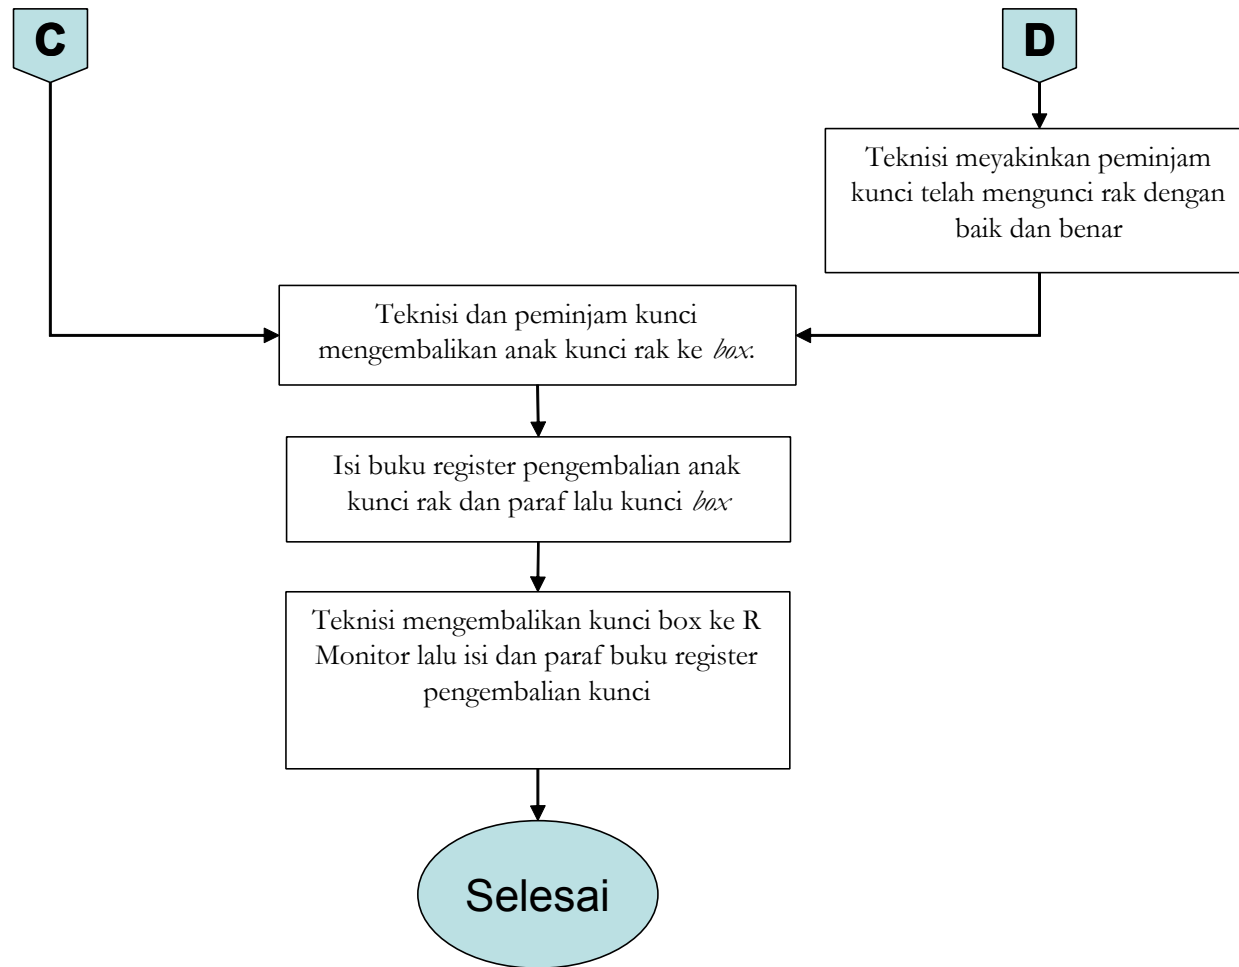 C
D
Teknisi meyakinkan peminjam
kunci telah mengunci rak dengan
baik dan benar
Teknisi dan peminjam kunci
mengembalikan anak kunci rak ke box.
Isi buku register pengembalian anak
kunci rak dan paraf lalu kunci box
Teknisi mengembalikan kunci box ke R
Monitor lalu isi dan paraf buku register
pengembalian kunci
Selesai